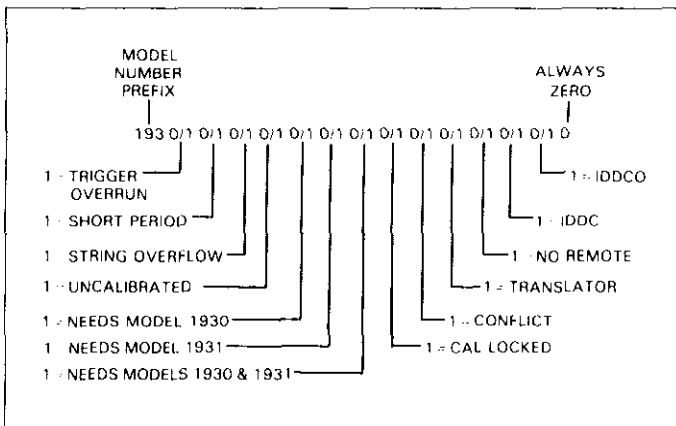 MODEL
NUMBER
PREFIX
ALWAYS
ZERO
193 0/1 0/1 0/1 0/1 0/1 0/1 0/1 0/1 0/1 0/1 0/1 0/1 0/1 0
1 = TRIGGER
OVERRUN
1 = IDDCO
1 = SHORT PERIOD
1 = IDDC
1 STRING OVERFLOW
1 = NO REMOTE
1 = UNCALIBRATED
1 = TRANSLATOR
1 = NEEDS MODEL 1930
1 = CONFLICT
1 NEEDS MODEL 1931
1 = CAL LOCKED
1 = NEEDS MODELS 1930 & 1931